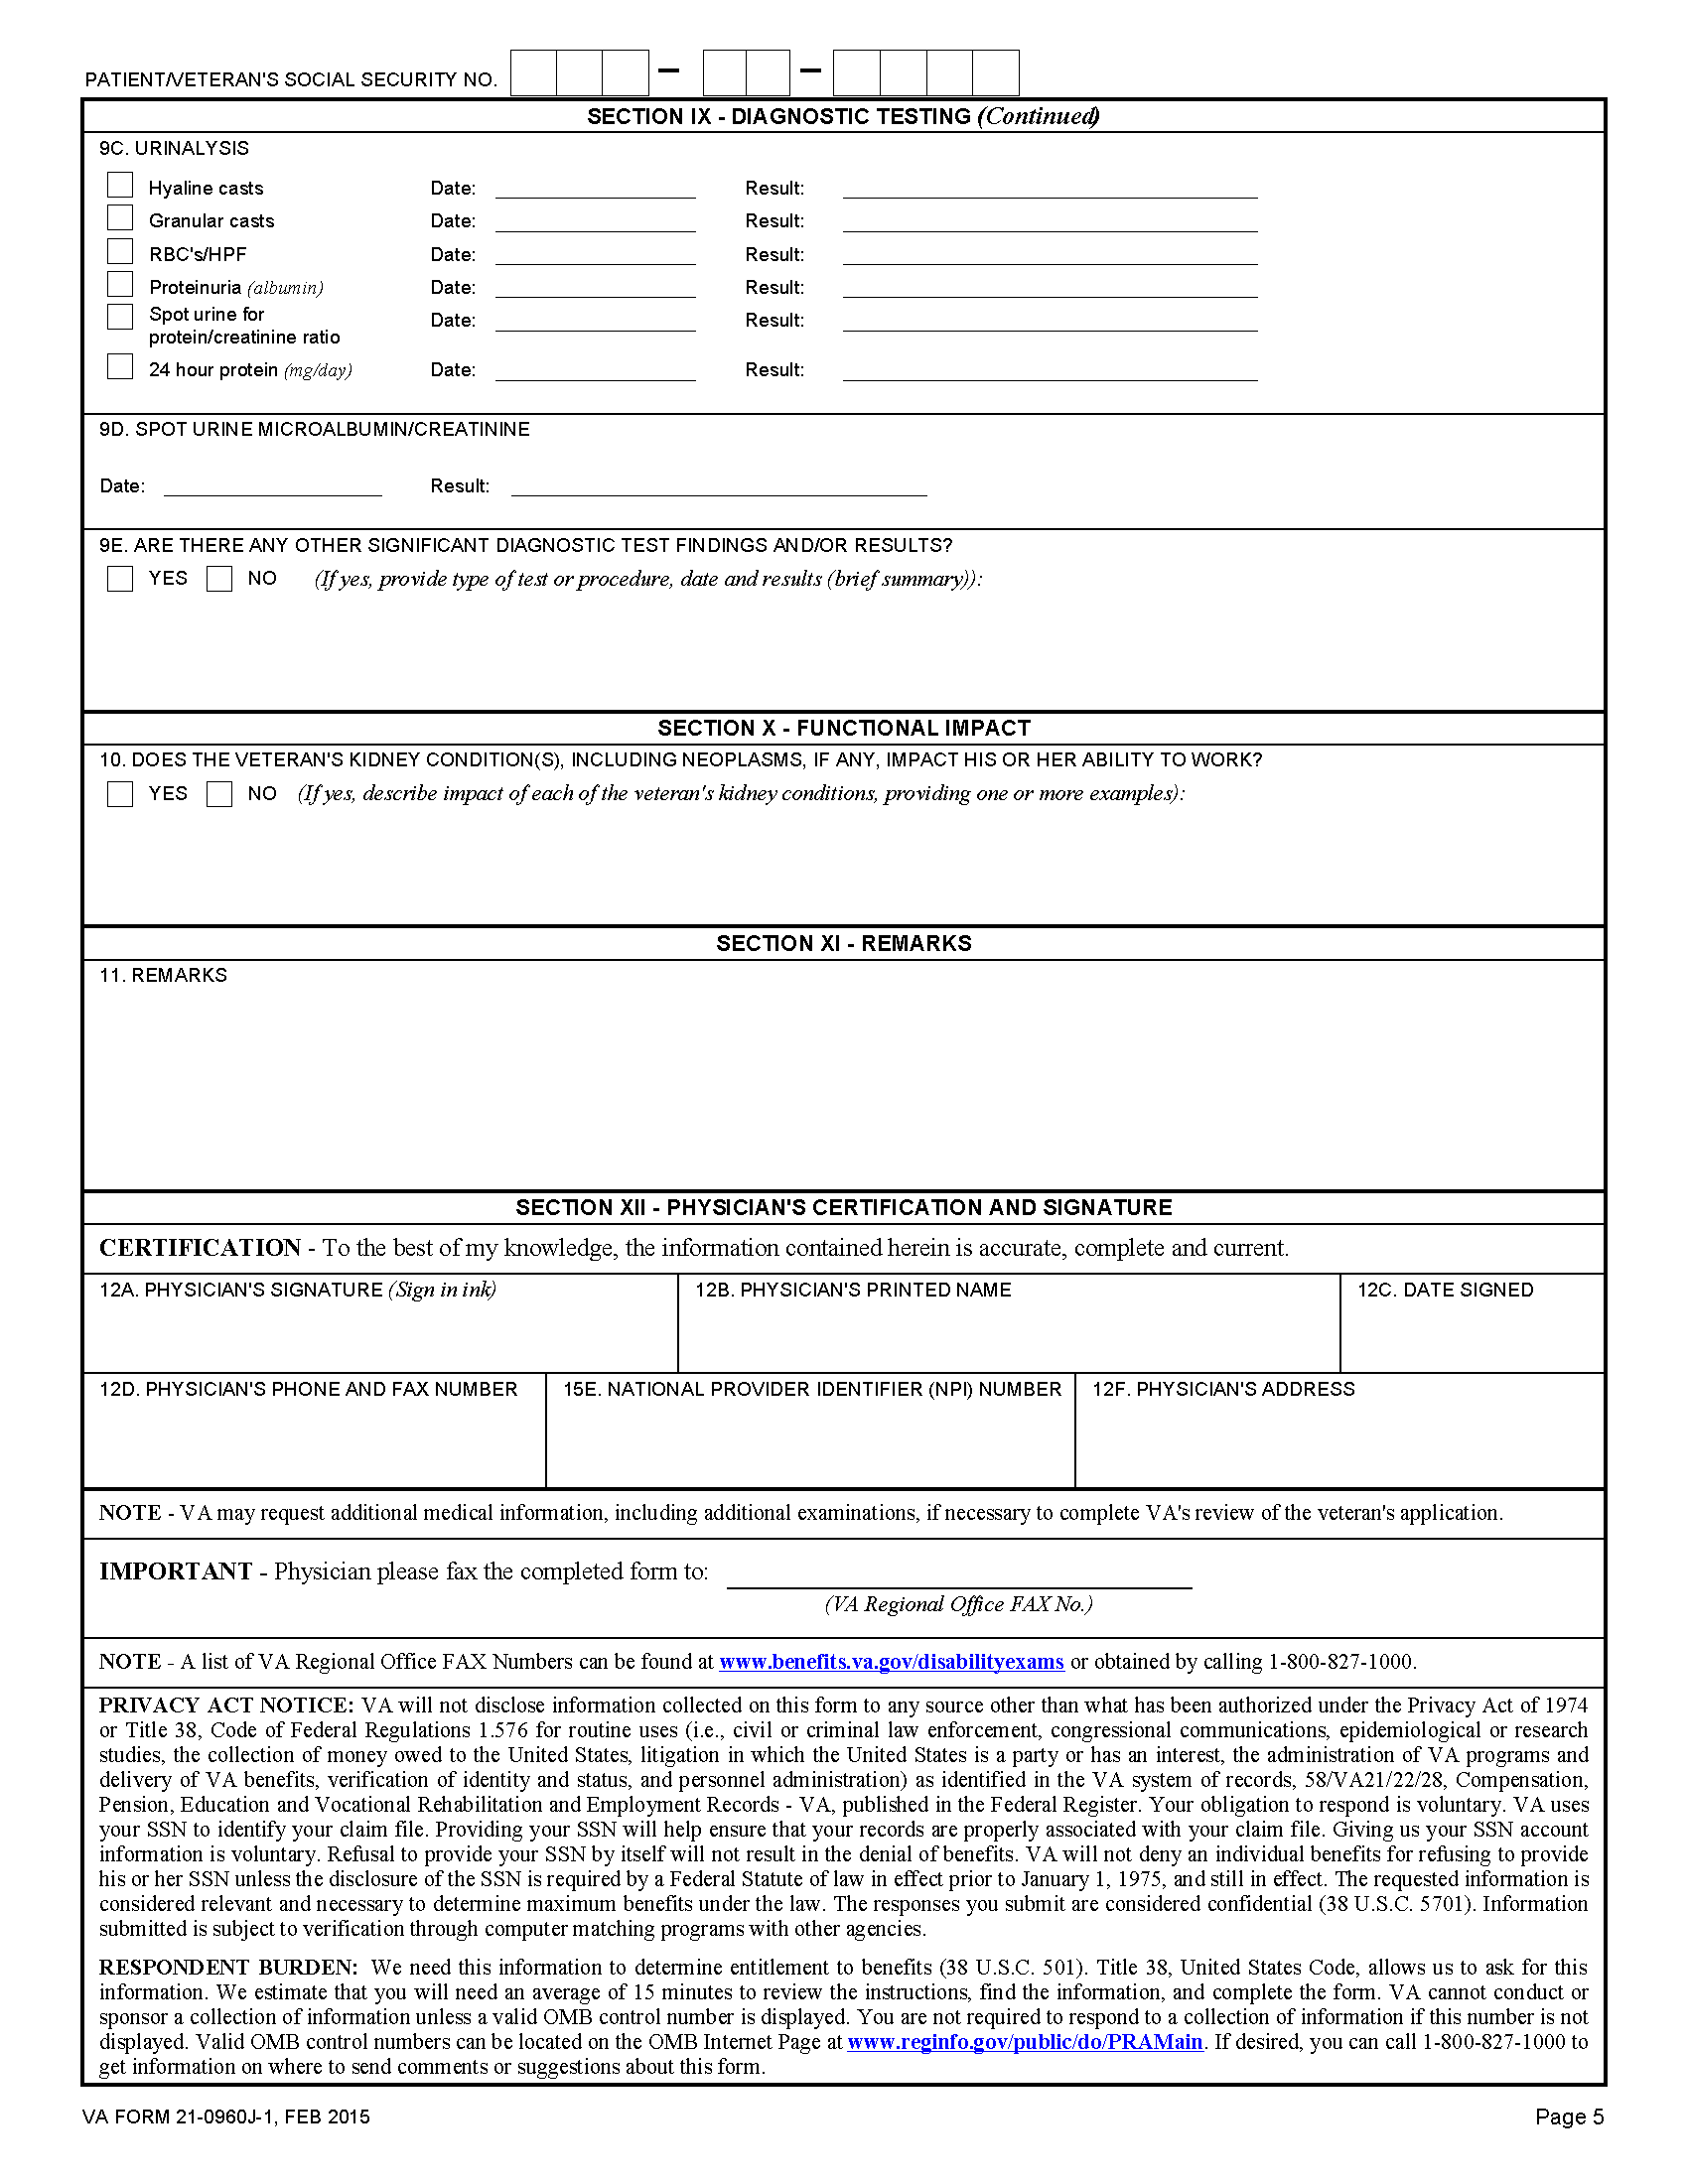 PATIENT/VETERAN'S SOCIAL SECURITY NO. – –
SECTION IX - DIAGNOSTIC TESTING (Continued)
9C. URINALYSIS
Hyaline casts Date: Result:
Granular casts Date: Result:
RBC's/HPF Date: Result:
Proteinuria (albumin) Date: Result:
Spot urine for
protein/creatinine ratio Date: Result:
24 hour protein (mg/day) Date: Result:
9D. SPOT URINE MICROALBUMIN/CREATININE
Date: Result:
9E. ARE THERE ANY OTHER SIGNIFICANT DIAGNOSTIC TEST FINDINGS AND/OR RESULTS?
YES NO (If yes, provide type of test or procedure, date and results (brief summary)):
SECTION X - FUNCTIONAL IMPACT
10. DOES THE VETERAN'S KIDNEY CONDITION(S), INCLUDING NEOPLASMS, IF ANY, IMPACT HIS OR HER ABILITY TO WORK?
YES NO (If yes, describe impact of each of the veteran's kidney conditions, providing one or more examples):
SECTION XI - REMARKS
11. REMARKS
SECTION XII - PHYSICIAN'S CERTIFICATION AND SIGNATURE
CERTIFICATION - To the best of my knowledge, the information contained herein is accurate, complete and current.
12A. PHYSICIAN'S SIGNATURE (Sign in ink) 12B. PHYSICIAN'S PRINTED NAME 12C. DATE SIGNED
12D. PHYSICIAN'S PHONE AND FAX NUMBER 15E. NATIONAL PROVIDER IDENTIFIER (NPI) NUMBER 12F. PHYSICIAN'S ADDRESS
NOTE - VA may request additional medical information, including additional examinations, if necessary to complete VA's review of the veteran's application.
IMPORTANT - Physician please fax the completed form to:
(VA Regional Office FAX No.)
NOTE - A list of VA Regional Office FAX Numbers can be found at www.benefits.va.gov/disabilityexams or obtained by calling 1-800-827-1000.
PRIVACY ACT NOTICE: VA will not disclose information collected on this form to any source other than what has been authorized under the Privacy Act of 1974
or Title 38, Code of Federal Regulations 1.576 for routine uses (i.e., civil or criminal law enforcement, congressional communications, epidemiological or research
studies, the collection of money owed to the United States, litigation in which the United States is a party or has an interest, the administration of VA programs and
delivery of VA benefits, verification of identity and status, and personnel administration) as identified in the VA system of records, 58/VA21/22/28, Compensation,
Pension, Education and Vocational Rehabilitation and Employment Records - VA, published in the Federal Register. Your obligation to respond is voluntary. VA uses
your SSN to identify your claim file. Providing your SSN will help ensure that your records are properly associated with your claim file. Giving us your SSN account
information is voluntary. Refusal to provide your SSN by itself will not result in the denial of benefits. VA will not deny an individual benefits for refusing to provide
his or her SSN unless the disclosure of the SSN is required by a Federal Statute of law in effect prior to January 1, 1975, and still in effect. The requested information is
considered relevant and necessary to determine maximum benefits under the law. The responses you submit are considered confidential (38 U.S.C. 5701). Information
submitted is subject to verification through computer matching programs with other agencies.
RESPONDENT BURDEN: We need this information to determine entitlement to benefits (38 U.S.C. 501). Title 38, United States Code, allows us to ask for this
information. We estimate that you will need an average of 15 minutes to review the instructions, find the information, and complete the form. VA cannot conduct or
sponsor a collection of information unless a valid OMB control number is displayed. You are not required to respond to a collection of information if this number is not
displayed. Valid OMB control numbers can be located on the OMB Internet Page at www.reginfo.gov/public/do/PRAMain. If desired, you can call 1-800-827-1000 to
get information on where to send comments or suggestions about this form.
VA FORM 21-0960J-1, FEB 2015 Page 5